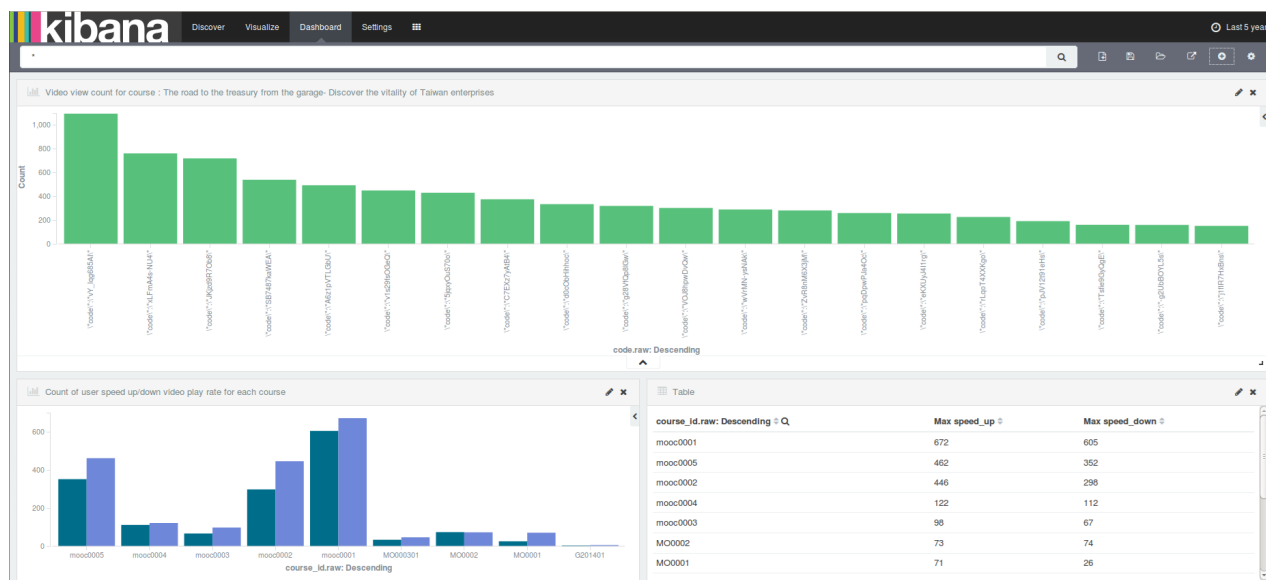 kibana
Discover Visualize Dashboard Settings
Last 5 year
*
Video view count for course : The road to the treasury from the garage- Discover the vitality of Taiwan enterprises
Count
1,000
800
600
400
200
0
code.raw: Descending
Count of user speed up/down video play rate for each course
600
400
200
0
mooc0005 mooc0004 mooc0003 mooc0002 mooc0001 MO000301 MO0002 MO0001 G201401
course_id.raw: Descending
Table
course_id.raw: Descending Max speed_up Max speed_down
mooc0001 672 605
mooc0005 462 352
mooc0002 446 298
mooc0004 122 112
mooc0003 98 67
MO0002 73 74
MO0001 71 26